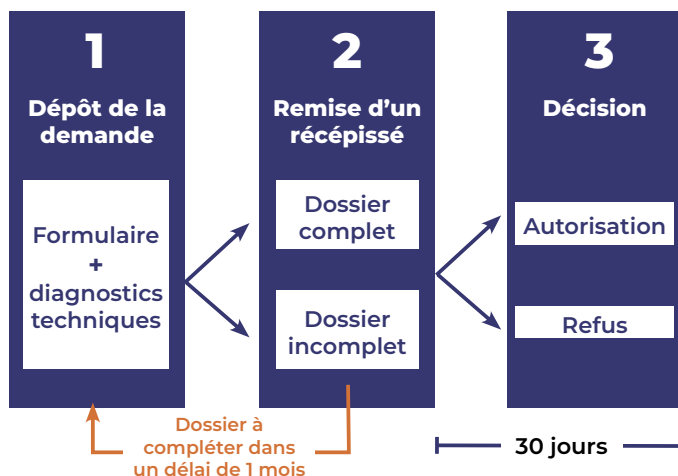 1
Dépôt de la
demande
Formulaire
+
diagnostics
techniques
2
Remise d’un
récépissé
Dossier
complet
Dossier
incomplet
3
Décision
Autorisation
Refus
Dossier à
compléter dans
un délai de 1 mois
30 jours